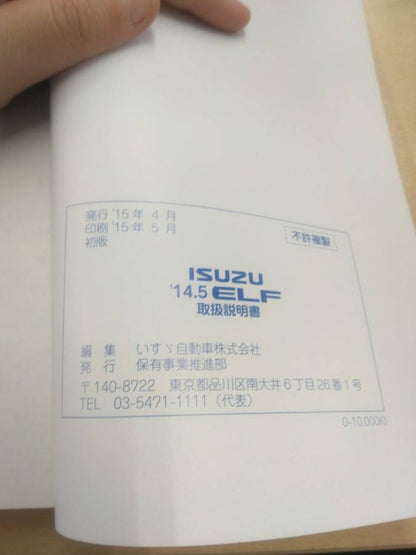 発行 '15年 4 月
印刷 '15年 5 月
初版
不許複製
ISUZU
'14.5 ELF
取扱説明書
編 集 いすゞ自動車株式会社
発 行 保有事業推進部
〒140-8722 東京都品川区南大井6丁目26番1号
TEL 03-5471-1111 (代表)
0-10,000KI